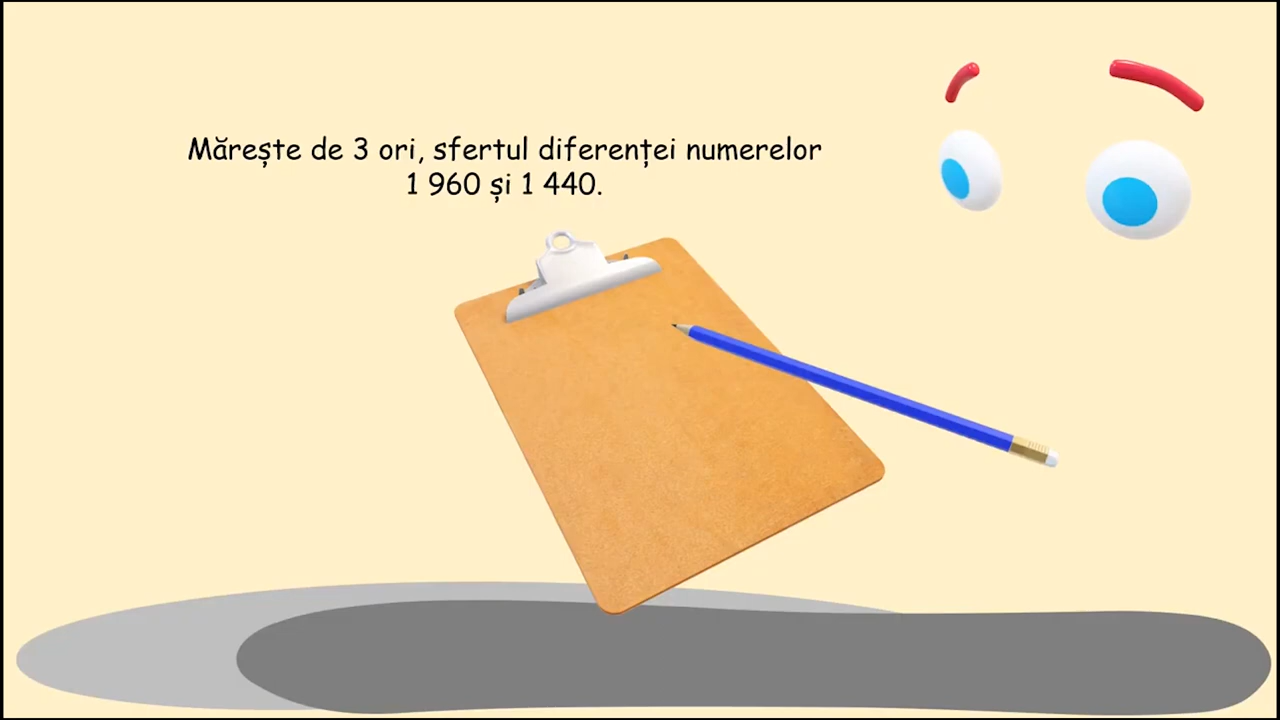 Mărește de 3 ori, sfertul diferenței numerelor
1 960 și 1 440.